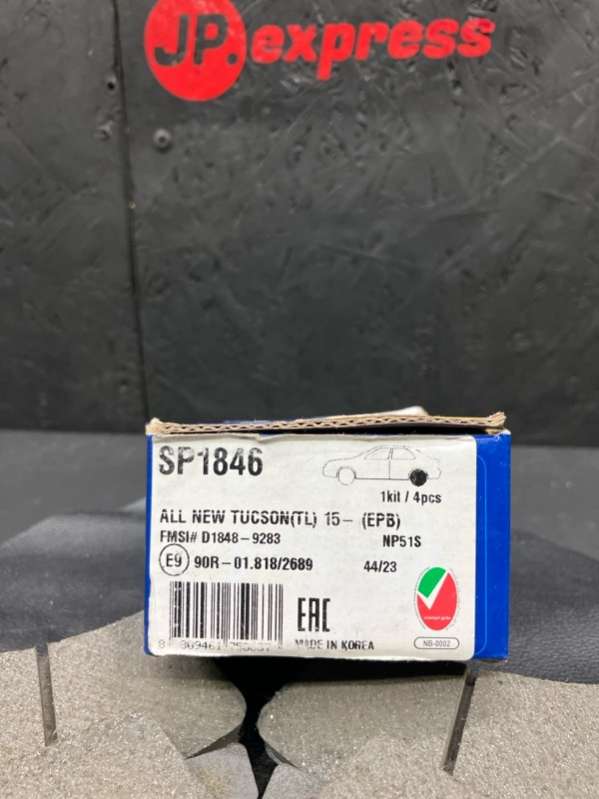 JP.express
SP1846
1kit / 4pcs
ALL NEW TUCSON(TL) 15- (EPB)
FMSI# D1848-9283 NP51S
E9 90R-01.818/2689 44/23
EAC
MADE IN KOREA
NB-0002